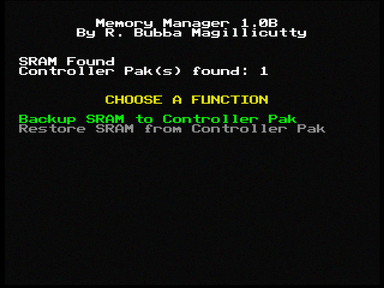 Memory Manager 1.0B
By R. Bubba Magillicutty
SRAM Found
Controller Pak(s) found: 1
CHOOSE A FUNCTION
Backup SRAM to Controller Pak
Restore SRAM from Controller Pak